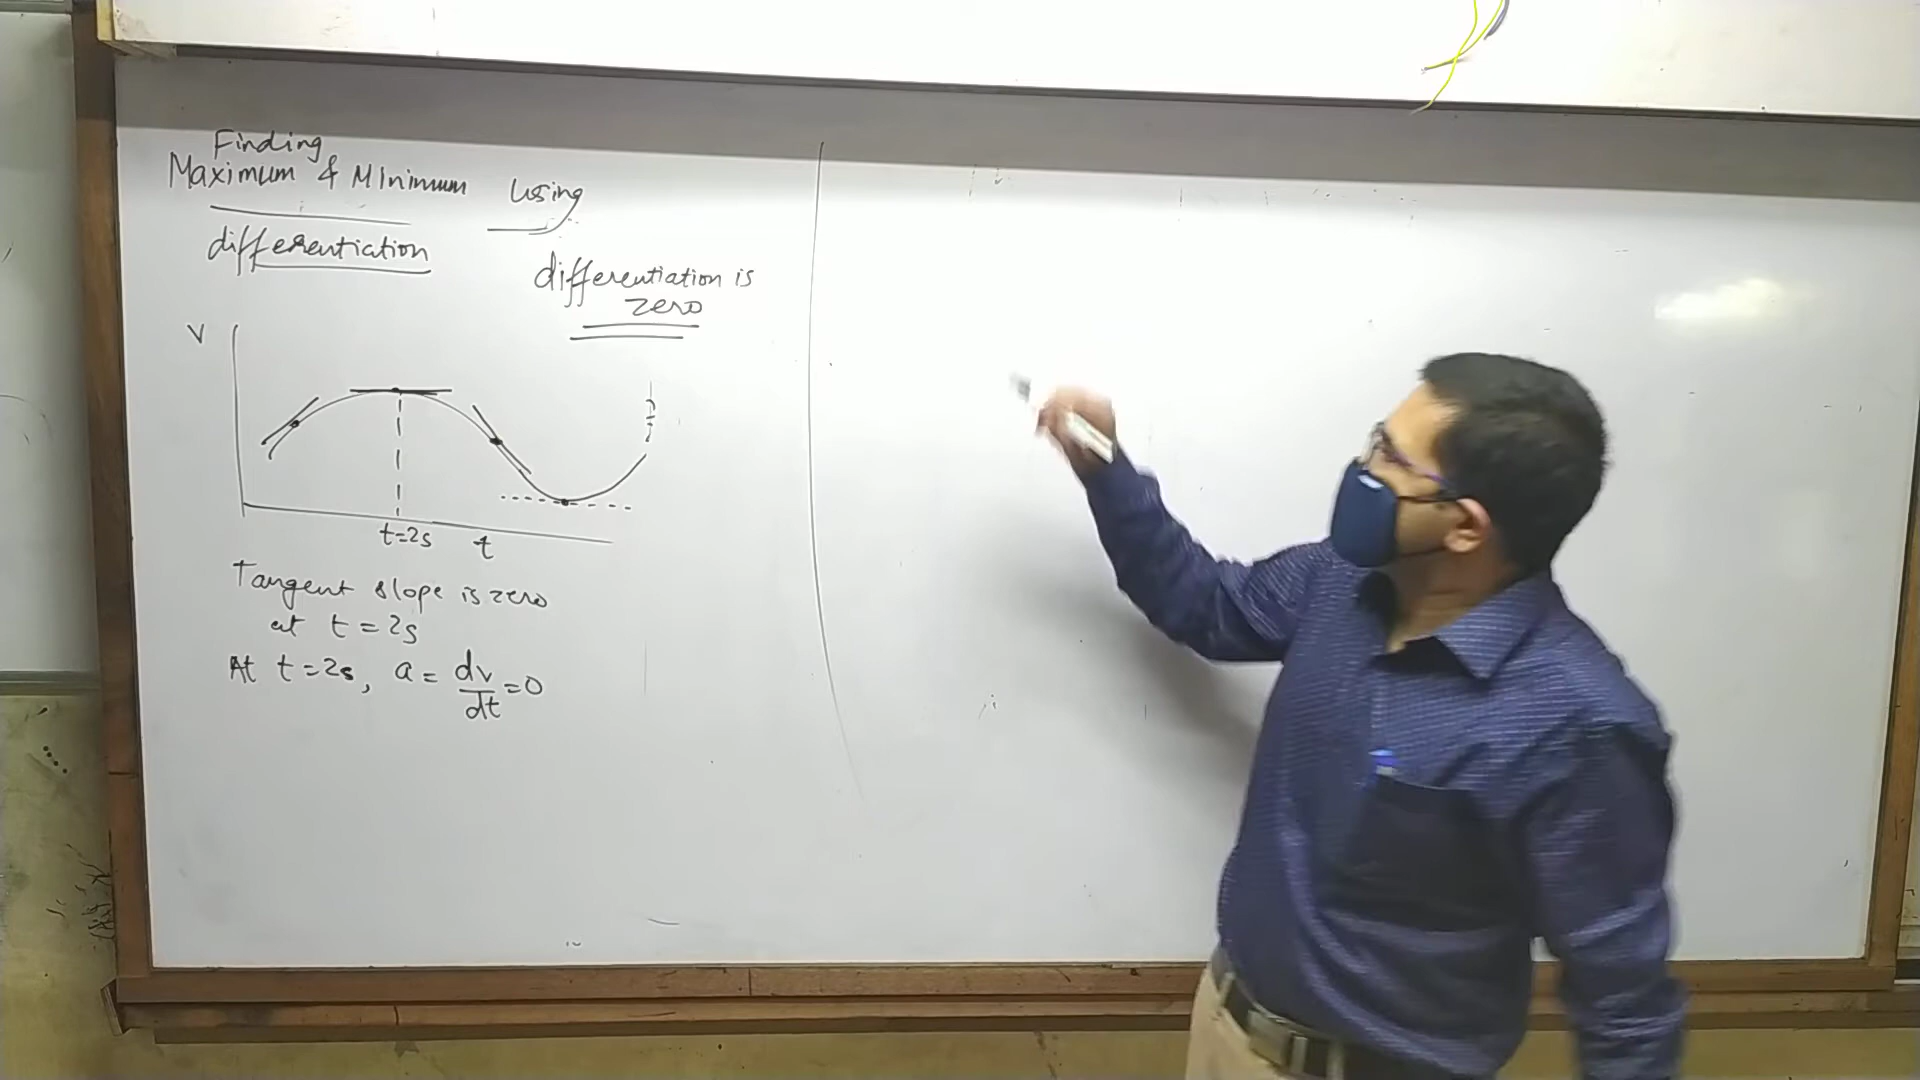 Finding
Maximum & Minimum Using
differentiation
differentiation is
zero
V
t=2s t
Tangent slope is zero
at t = 2s
At t=2s, a = dv/dt = 0